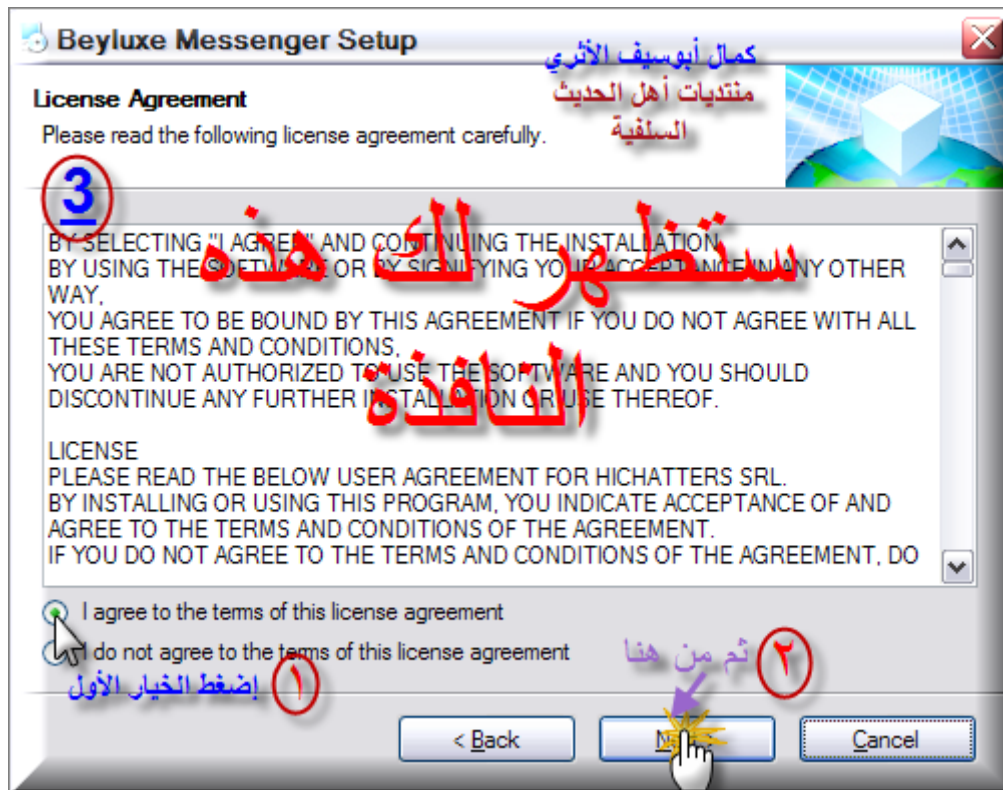 Beyluxe Messenger Setup
كمال أبوسيف الأثري
منتديات أهل الحديث
السلفية
License Agreement
Please read the following license agreement carefully.
3
ستظهر لك هذه
النافذة
BY SELECTING "I AGREE" AND CONTINUING THE INSTALLATION,
BY USING THE SOFTWARE OR BY SIGNIFYING YOUR ACCEPTANCE IN ANY OTHER
WAY,
YOU AGREE TO BE BOUND BY THIS AGREEMENT IF YOU DO NOT AGREE WITH ALL
THESE TERMS AND CONDITIONS,
YOU ARE NOT AUTHORIZED TO USE THE SOFTWARE AND YOU SHOULD
DISCONTINUE ANY FURTHER INSTALLATION OR USE THEREOF.
LICENSE
PLEASE READ THE BELOW USER AGREEMENT FOR HICHATTERS SRL.
BY INSTALLING OR USING THIS PROGRAM, YOU INDICATE ACCEPTANCE OF AND
AGREE TO THE TERMS AND CONDITIONS OF THE AGREEMENT.
IF YOU DO NOT AGREE TO THE TERMS AND CONDITIONS OF THE AGREEMENT, DO
I agree to the terms of this license agreement
I do not agree to the terms of this license agreement
٢ ثم من هنا
١ إضغط الخيار الأول
< Back
Cancel